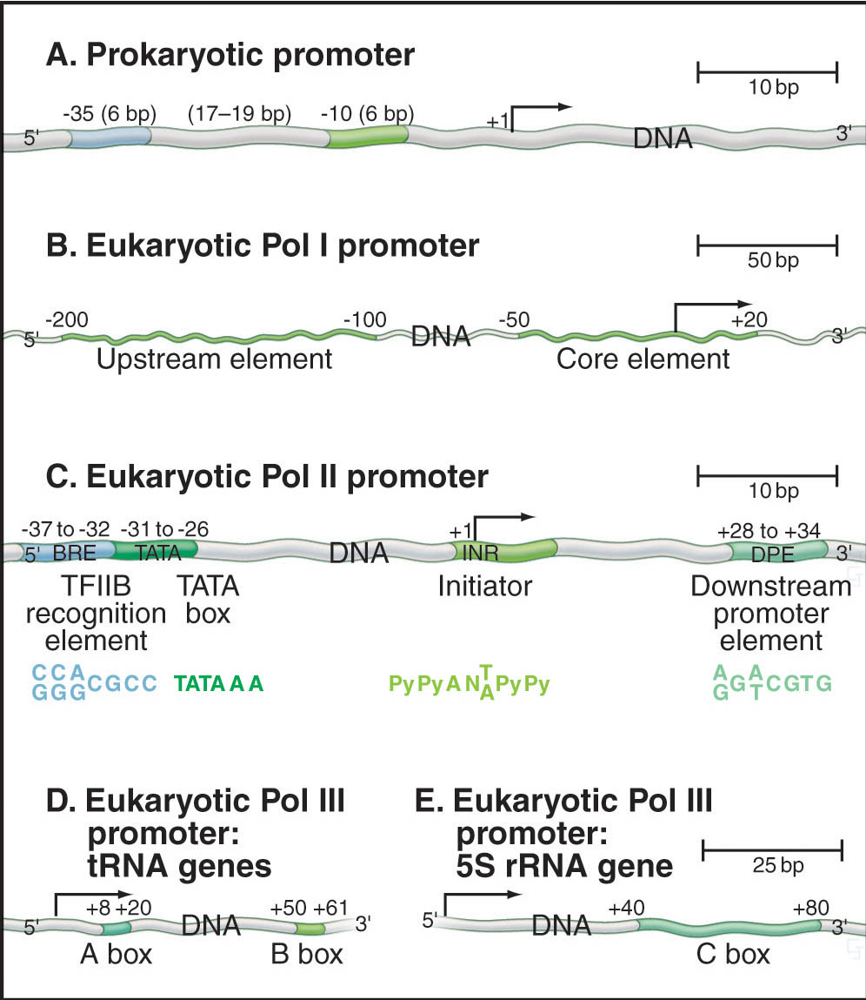 A. Prokaryotic promoter
10 bp
-35 (6 bp) (17–19 bp) -10 (6 bp) +1
5' DNA 3'
B. Eukaryotic Pol I promoter
50 bp
-200 -100 -50 +20
5' DNA 3'
Upstream element Core element
C. Eukaryotic Pol II promoter
10 bp
-37 to -32 -31 to -26 +1 +28 to +34
5' BRE TATA DNA INR DPE 3'
TFIIB TATA Initiator Downstream
recognition box promoter
element element
C C A T A A
G G G C G C C TATA A A Py Py A N A Py Py G G T C G T G
D. Eukaryotic Pol III
promoter:
tRNA genes
5' +8 +20 DNA +50 +61 3'
A box B box
E. Eukaryotic Pol III
promoter:
5S rRNA gene
25 bp
5' DNA +40 +80 3'
C box